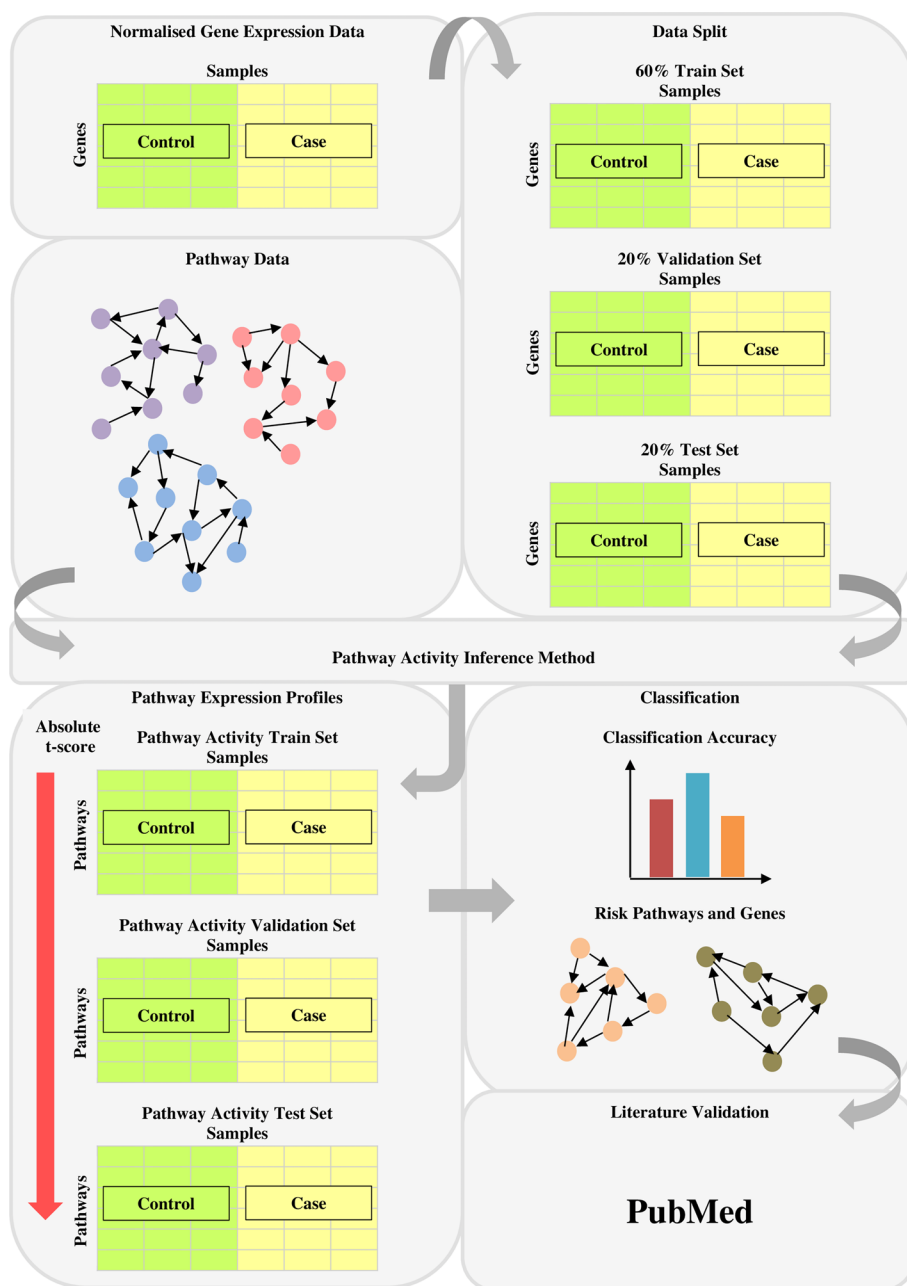 Normalised Gene Expression Data
Samples
Genes
Control
Case
Data Split
60% Train Set
Samples
Genes
Control
Case
20% Validation Set
Samples
Genes
Control
Case
20% Test Set
Samples
Genes
Control
Case
Pathway Data
Pathway Activity Inference Method
Pathway Expression Profiles
Absolute
t-score
Pathway Activity Train Set
Samples
Pathways
Control
Case
Pathway Activity Validation Set
Samples
Pathways
Control
Case
Pathway Activity Test Set
Samples
Pathways
Control
Case
Classification
Classification Accuracy
Risk Pathways and Genes
Literature Validation
PubMed